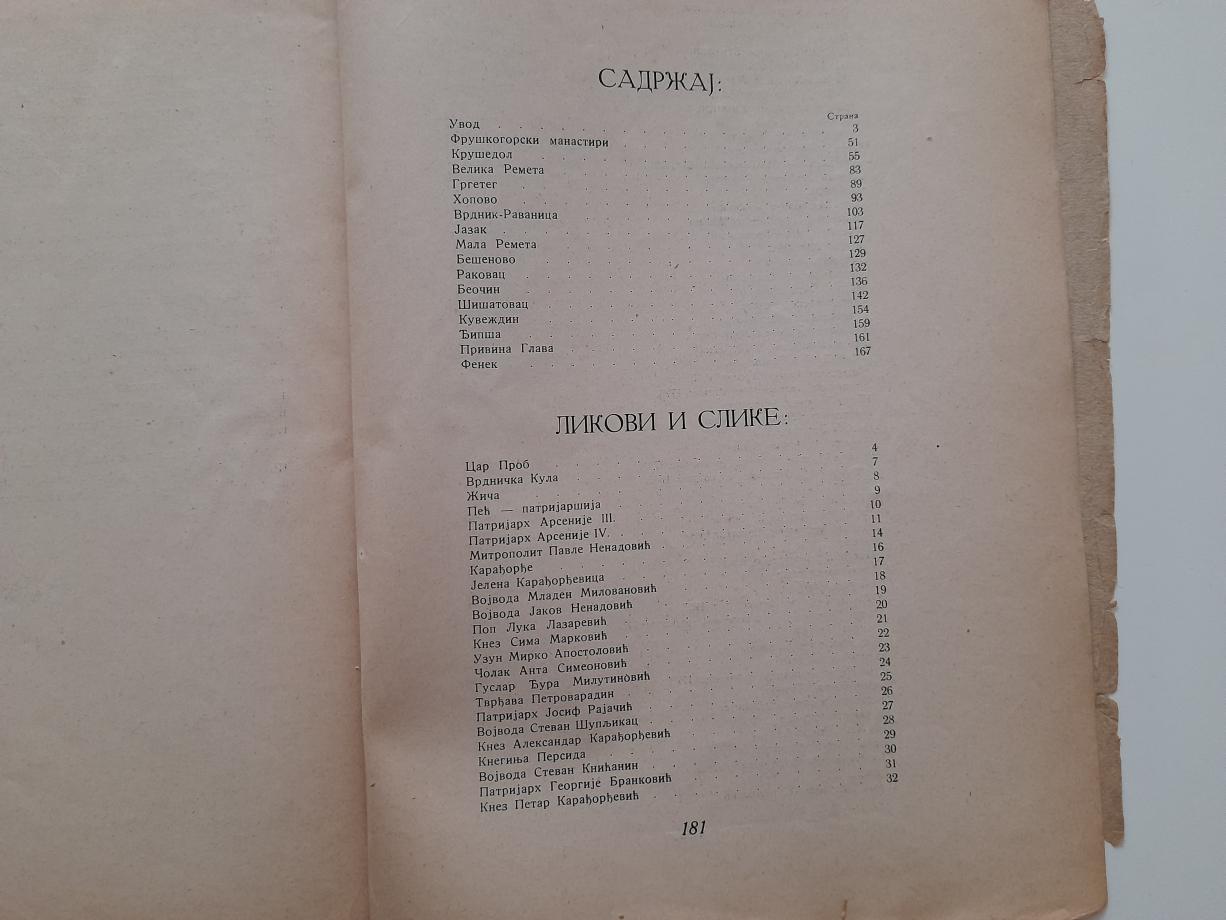 САДРЖАЈ:
Страна
Увод 3
Фрушкогорски манастири 51
Крушедол 55
Велика Ремета 83
Гргетег 89
Хопово 93
Врдник-Раваница 103
Јазак 117
Мала Ремета 127
Бешеново 129
Раковац 132
Беочин 136
Шишатовац 142
Кувеждин 154
Ђипша 159
Привина Глава 161
Фенек 167
ЛИКОВИ И СЛИКЕ:
Цар Проб 4
Врдничка Кула 7
Жича 8
Пећ — патријаршија 9
Патријарх Арсеније III. 10
Патријарх Арсеније IV. 11
Митрополит Павле Ненадовић 14
Карађорђе 16
Јелена Карађорђевица 17
Војвода Младен Миловановић 18
Војвода Јаков Ненадовић 19
Поп Лука Лазаревић 20
Кнез Сима Марковић 21
Узун Мирко Апостоловић 22
Чолак Анта Симеоновић 23
Гуслар Ђура Милутиновић 24
Тврђава Петроварадин 25
Патријарх Јосиф Рајачић 26
Војвода Стеван Шупљикац 27
Кнез Александар Карађорђевић 28
Кнегиња Персида 29
Војвода Стеван Книћанин 30
Патријарх Георгије Бранковић 31
Кнез Петар Карађорђевић 32
181